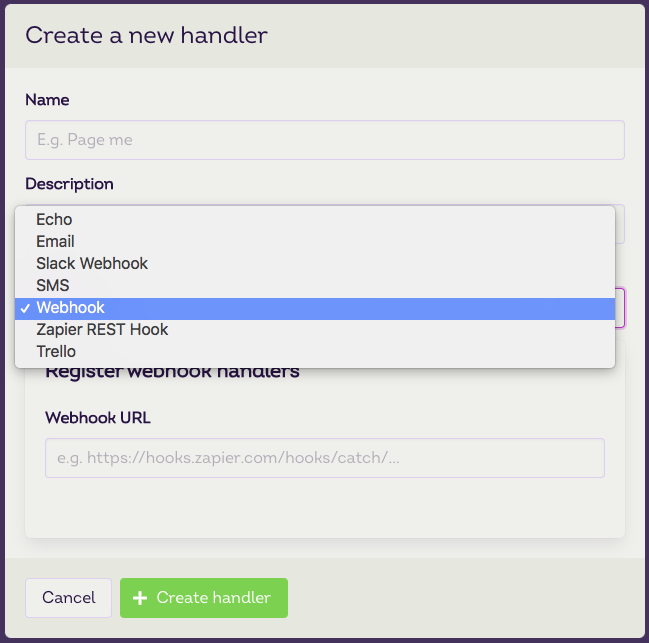 Create a new handler
Name
E.g. Page me
Description
Echo
Email
Slack Webhook
SMS
✓ Webhook
Zapier REST Hook
Trello
Register webhook handlers
Webhook URL
e.g. https://hooks.zapier.com/hooks/catch/...
Cancel
+ Create handler